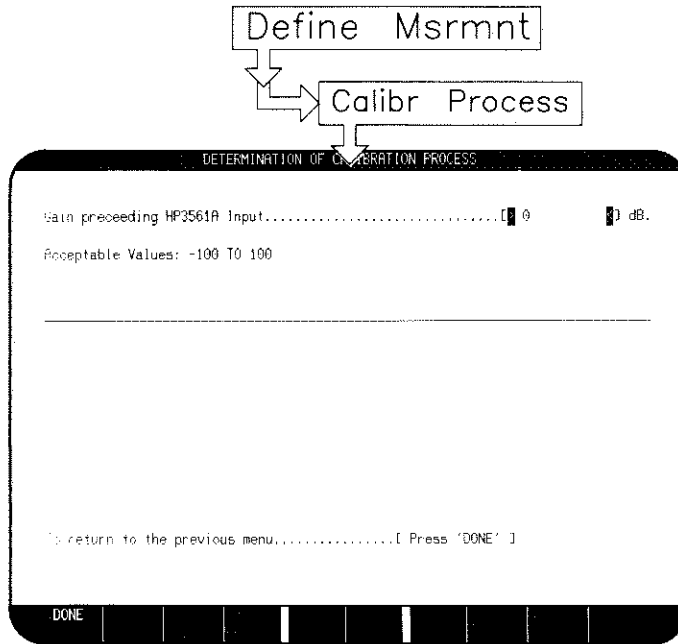 Define Msrmnt
Calibr Process
DETERMINATION OF CALIBRATION PROCESS
Gain preceeding HP3561A Input................................[> 0 <] dB.
Acceptable Values: -100 TO 100
To return to the previous menu................[ Press 'DONE' ]
DONE